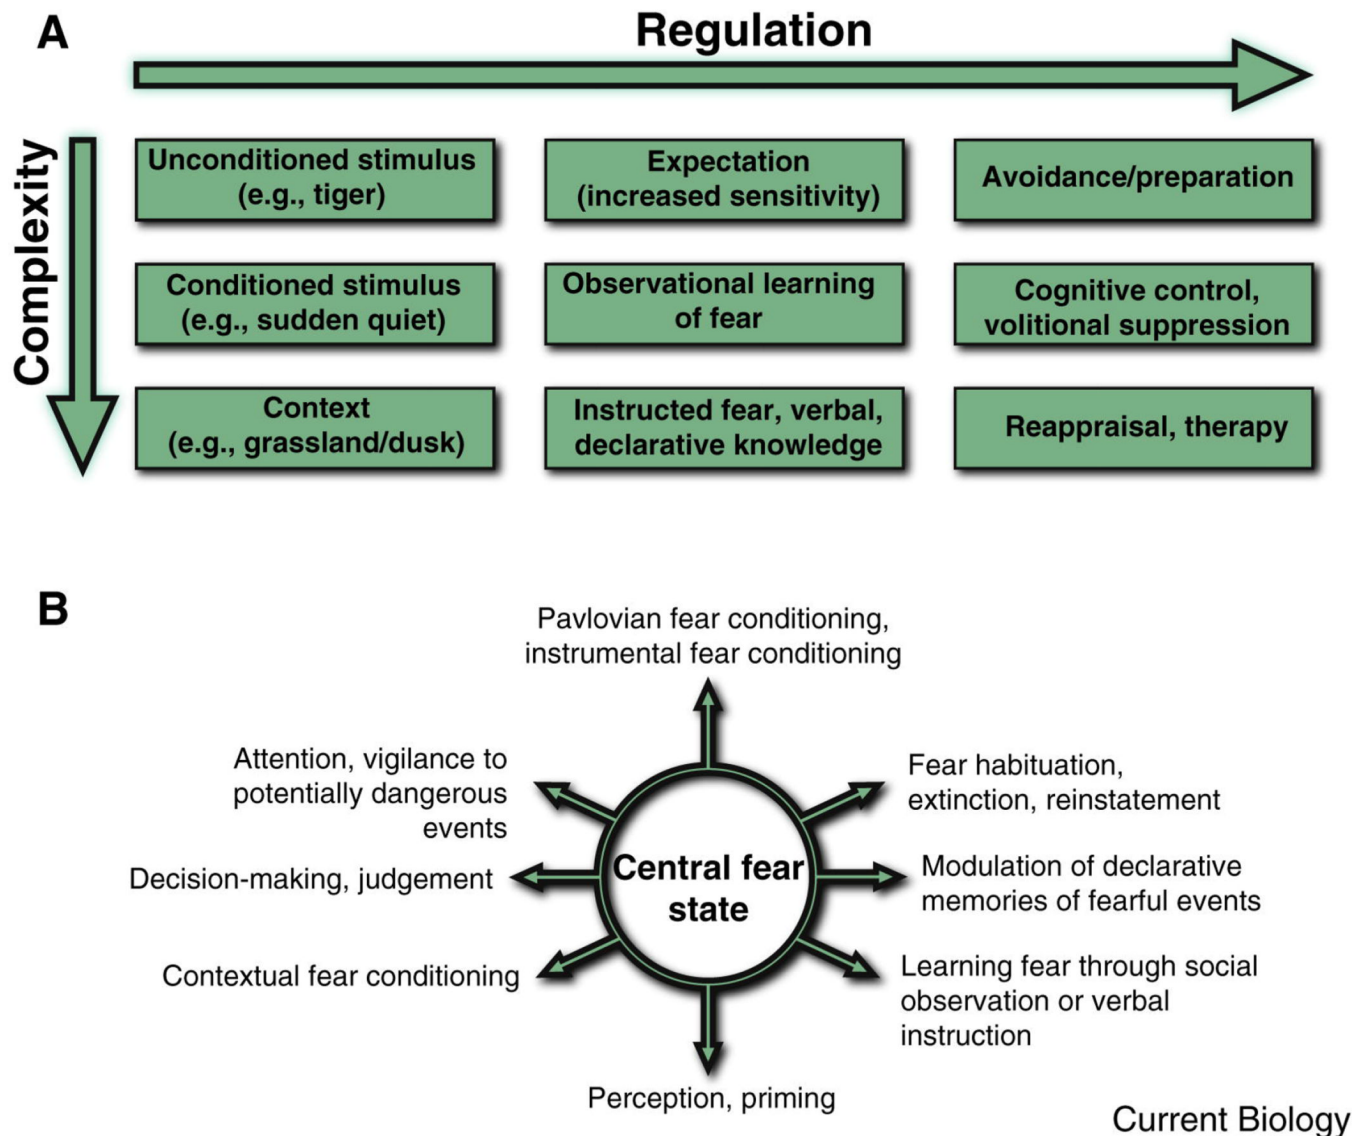 A
Regulation
Complexity
Unconditioned stimulus
(e.g., tiger)
Expectation
(increased sensitivity)
Avoidance/preparation
Conditioned stimulus
(e.g., sudden quiet)
Observational learning
of fear
Cognitive control,
volitional suppression
Context
(e.g., grassland/dusk)
Instructed fear, verbal,
declarative knowledge
Reappraisal, therapy
B
Pavlovian fear conditioning,
instrumental fear conditioning
Attention, vigilance to
potentially dangerous
events
Fear habituation,
extinction, reinstatement
Decision-making, judgement
Central fear
state
Modulation of declarative
memories of fearful events
Contextual fear conditioning
Learning fear through social
observation or verbal
instruction
Perception, priming
Current Biology